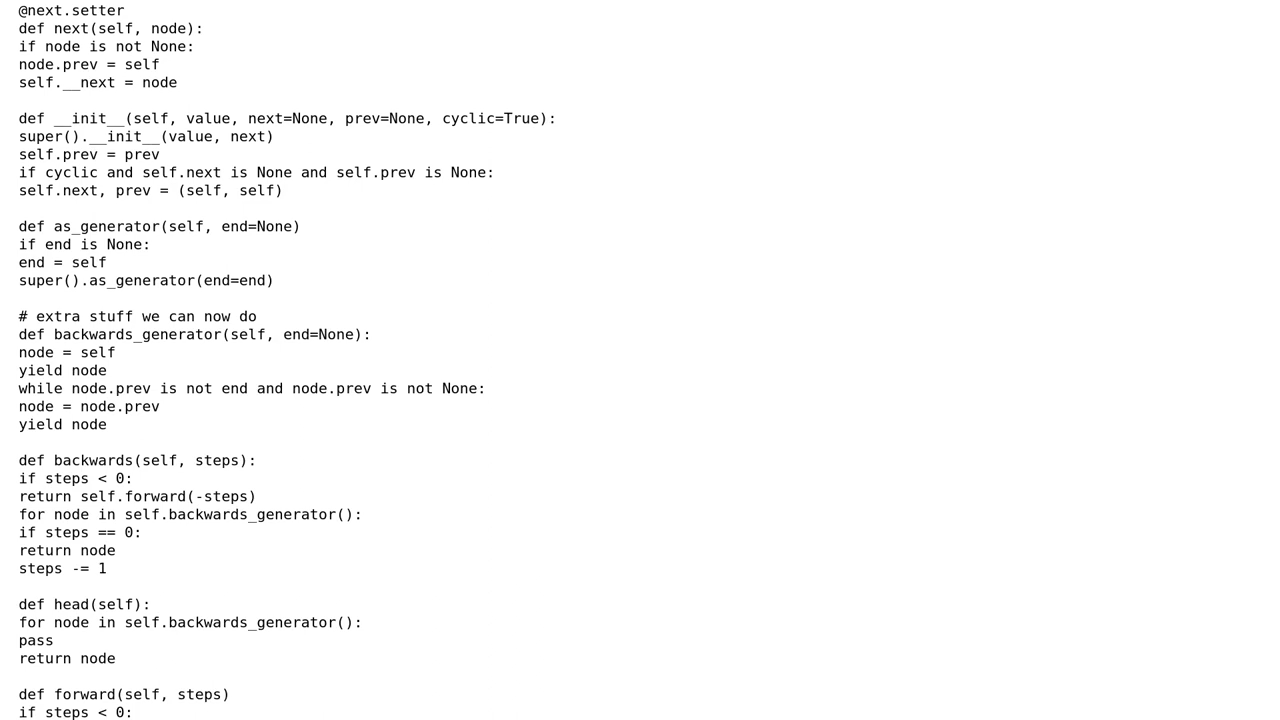 @next.setter
def next(self, node):
if node is not None:
node.prev = self
self.__next = node

def __init__(self, value, next=None, prev=None, cyclic=True):
super().__init__(value, next)
self.prev = prev
if cyclic and self.next is None and self.prev is None:
self.next, prev = (self, self)

def as_generator(self, end=None)
if end is None:
end = self
super().as_generator(end=end)

# extra stuff we can now do
def backwards_generator(self, end=None):
node = self
yield node
while node.prev is not end and node.prev is not None:
node = node.prev
yield node

def backwards(self, steps):
if steps < 0:
return self.forward(-steps)
for node in self.backwards_generator():
if steps == 0:
return node
steps -= 1

def head(self):
for node in self.backwards_generator():
pass
return node

def forward(self, steps)
if steps < 0: